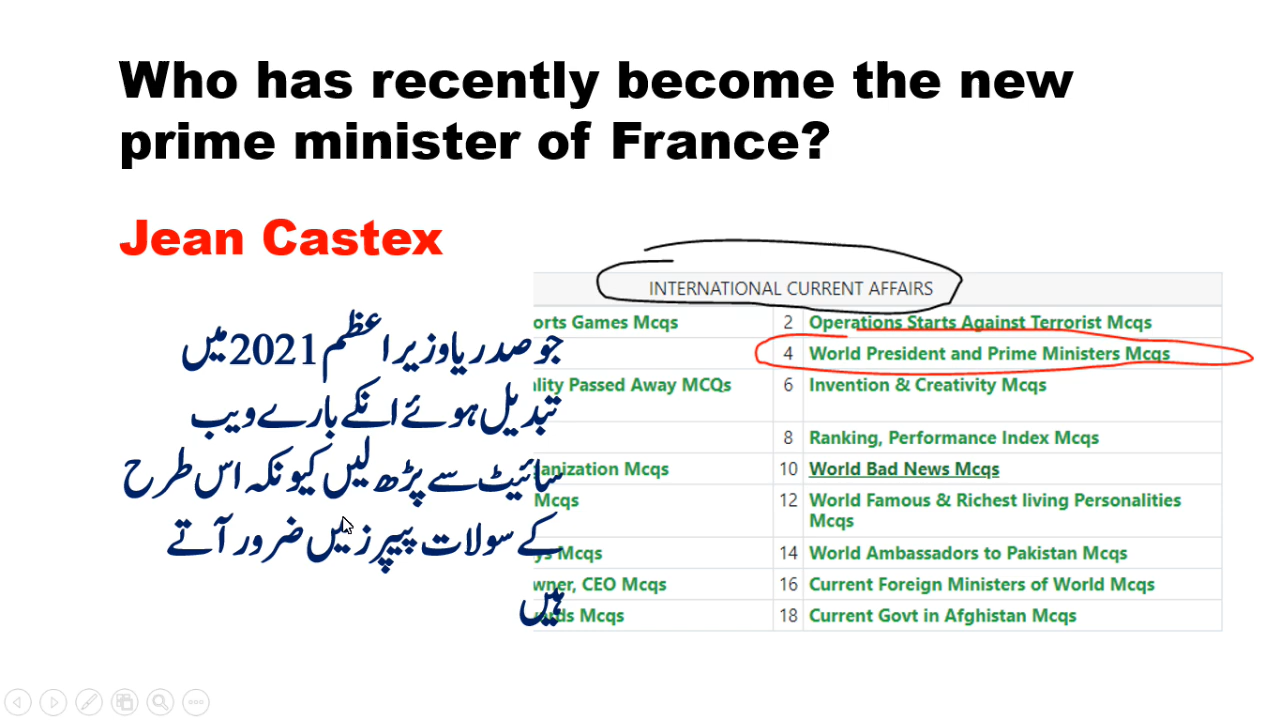 Who has recently become the new
prime minister of France?
Jean Castex
جو صدر یا وزیر اعظم 2021 میں
تبدیل ہوئے انکے بارے ویب
سائیٹ سے پڑھ لیں کیونکہ اس طرح
کے سولات پیپرز میں ضرور آتے
ہیں
INTERNATIONAL CURRENT AFFAIRS
orts Games Mcqs 2 Operations Starts Against Terrorist Mcqs
4 World President and Prime Ministers Mcqs
ality Passed Away MCQs 6 Invention & Creativity Mcqs
8 Ranking, Performance Index Mcqs
anization Mcqs 10 World Bad News Mcqs
Mcqs 12 World Famous & Richest living Personalities
Mcqs
ys Mcqs 14 World Ambassadors to Pakistan Mcqs
wner, CEO Mcqs 16 Current Foreign Ministers of World Mcqs
ards Mcqs 18 Current Govt in Afghistan Mcqs